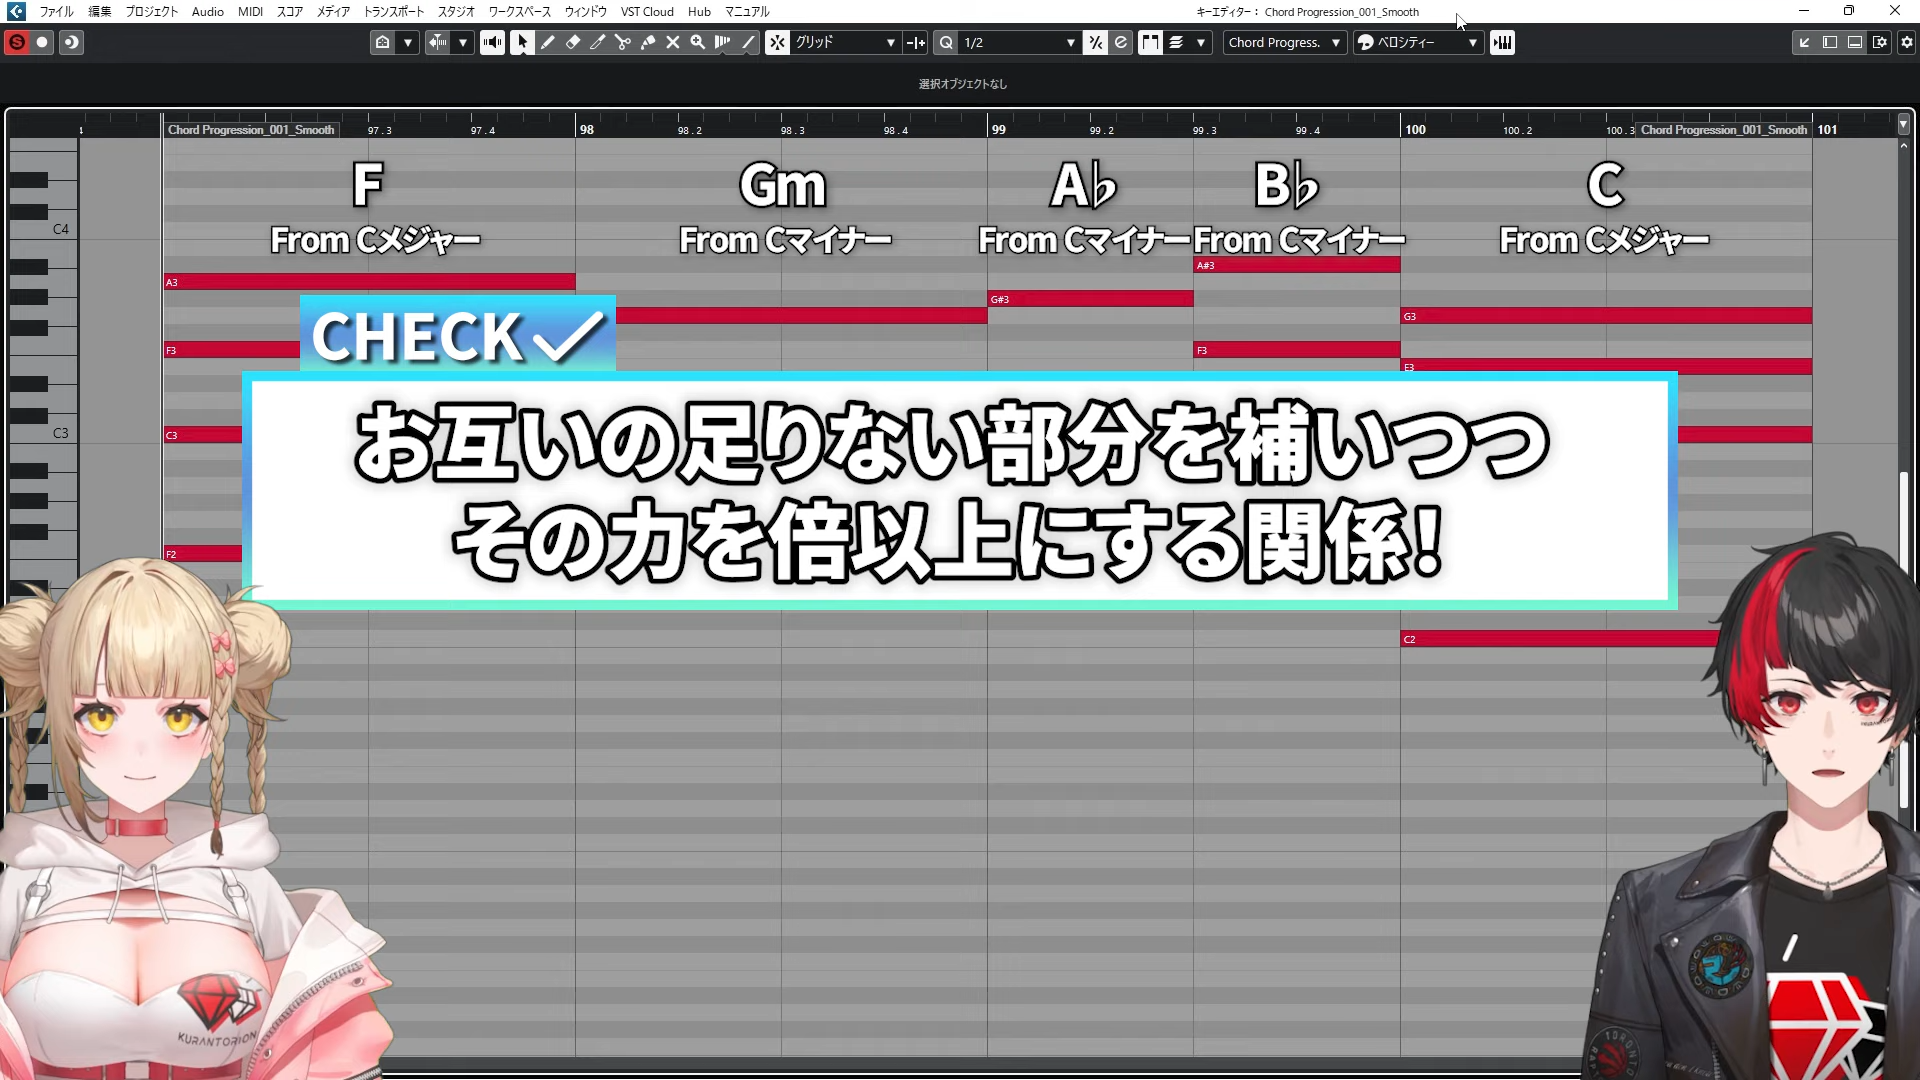 ファイル 編集 プロジェクト Audio MIDI スコア メディア トランスポート スタジオ ワークスペース ウィンドウ VST Cloud Hub マニュアル キーエディター： Chord Progression_001_Smooth
S グリッド Q 1/2 e Chord Progress. ベロシティー
選択オブジェクトなし
Chord Progression_001_Smooth 97.3 97.4 98 98.2 98.3 98.4 99 99.2 99.3 99.4 100 100.2 100.3 Chord Progression_001_Smooth 101
F Gm A♭ B♭ C
From Cメジャー From Cマイナー From Cマイナー From Cマイナー From Cメジャー
C4
A#3
A3
G#3
G3
CHECK✓
F3 F3
E3
C3 C3
お互いの足りない部分を補いつつ
その力を倍以上にする関係！
F2
C2
KURANTORION
TORONTO